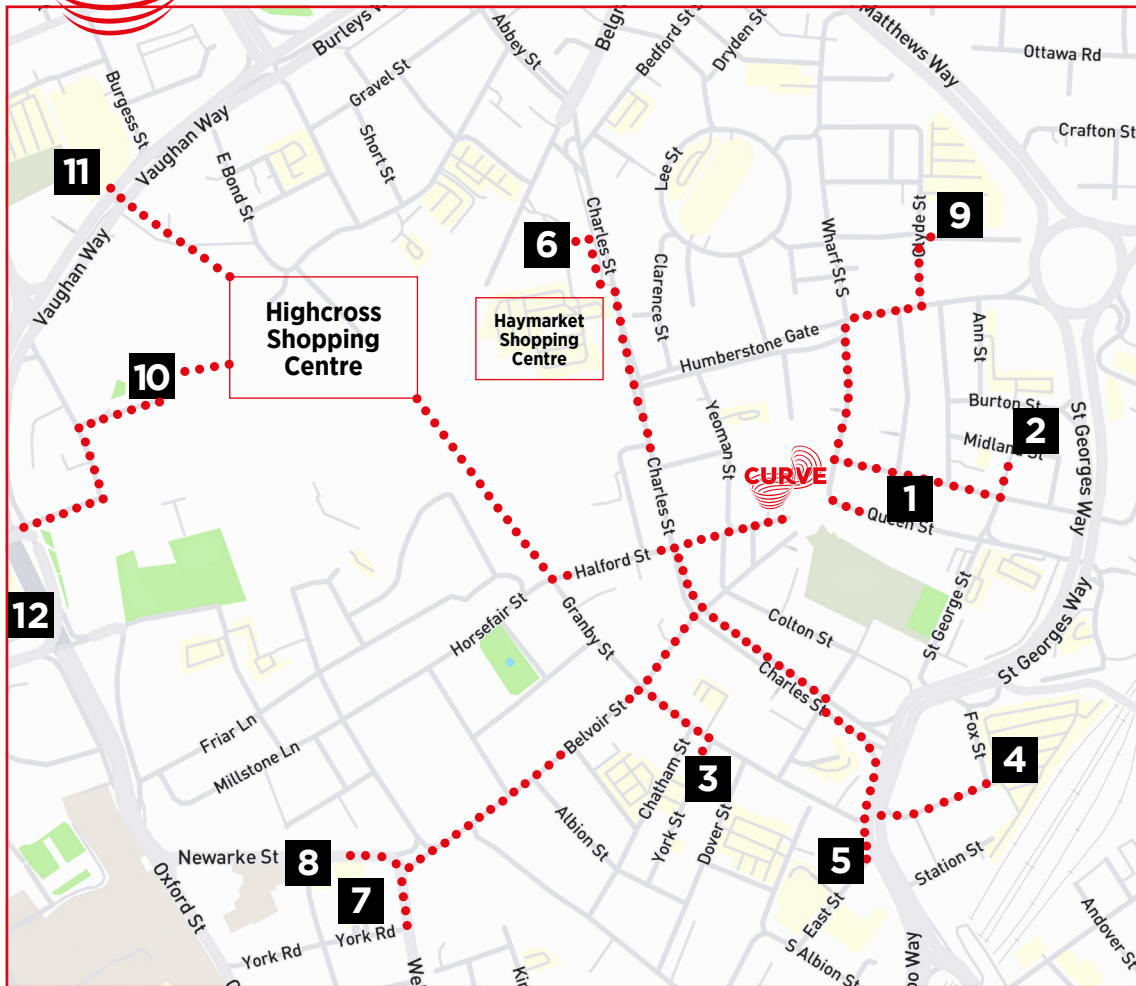 Burleys W
Abbey St
Belgr
Bedford St
Dryden St
Matthews Way
Ottawa Rd
Crafton St
Burgess St
Gravel St
Short St
Vaughan Way
E Bond St
11
Vaughan Way
Lee St
Charles St
6
Clarence St
Wharf St S
Clyde St
9
Highcross
Shopping
Centre
Haymarket
Shopping
Centre
Humberstone Gate
Ann St
10
Yeoman St
Burton St
Midland St
2
St Georges Way
CURVE
Charles St
1
Queen St
Halford St
12
Horsefair St
Granby St
Colton St
St George St
St Georges Way
Charles St
Friar Ln
Millstone Ln
Belvoir St
Chatham St
3
Fox St
4
Albion St
York St
Dover St
Newarke St
8
7
5
Station St
Oxford St
York Rd
York Rd
East St
S Albion St
Andover St
We
Kin
oo Way